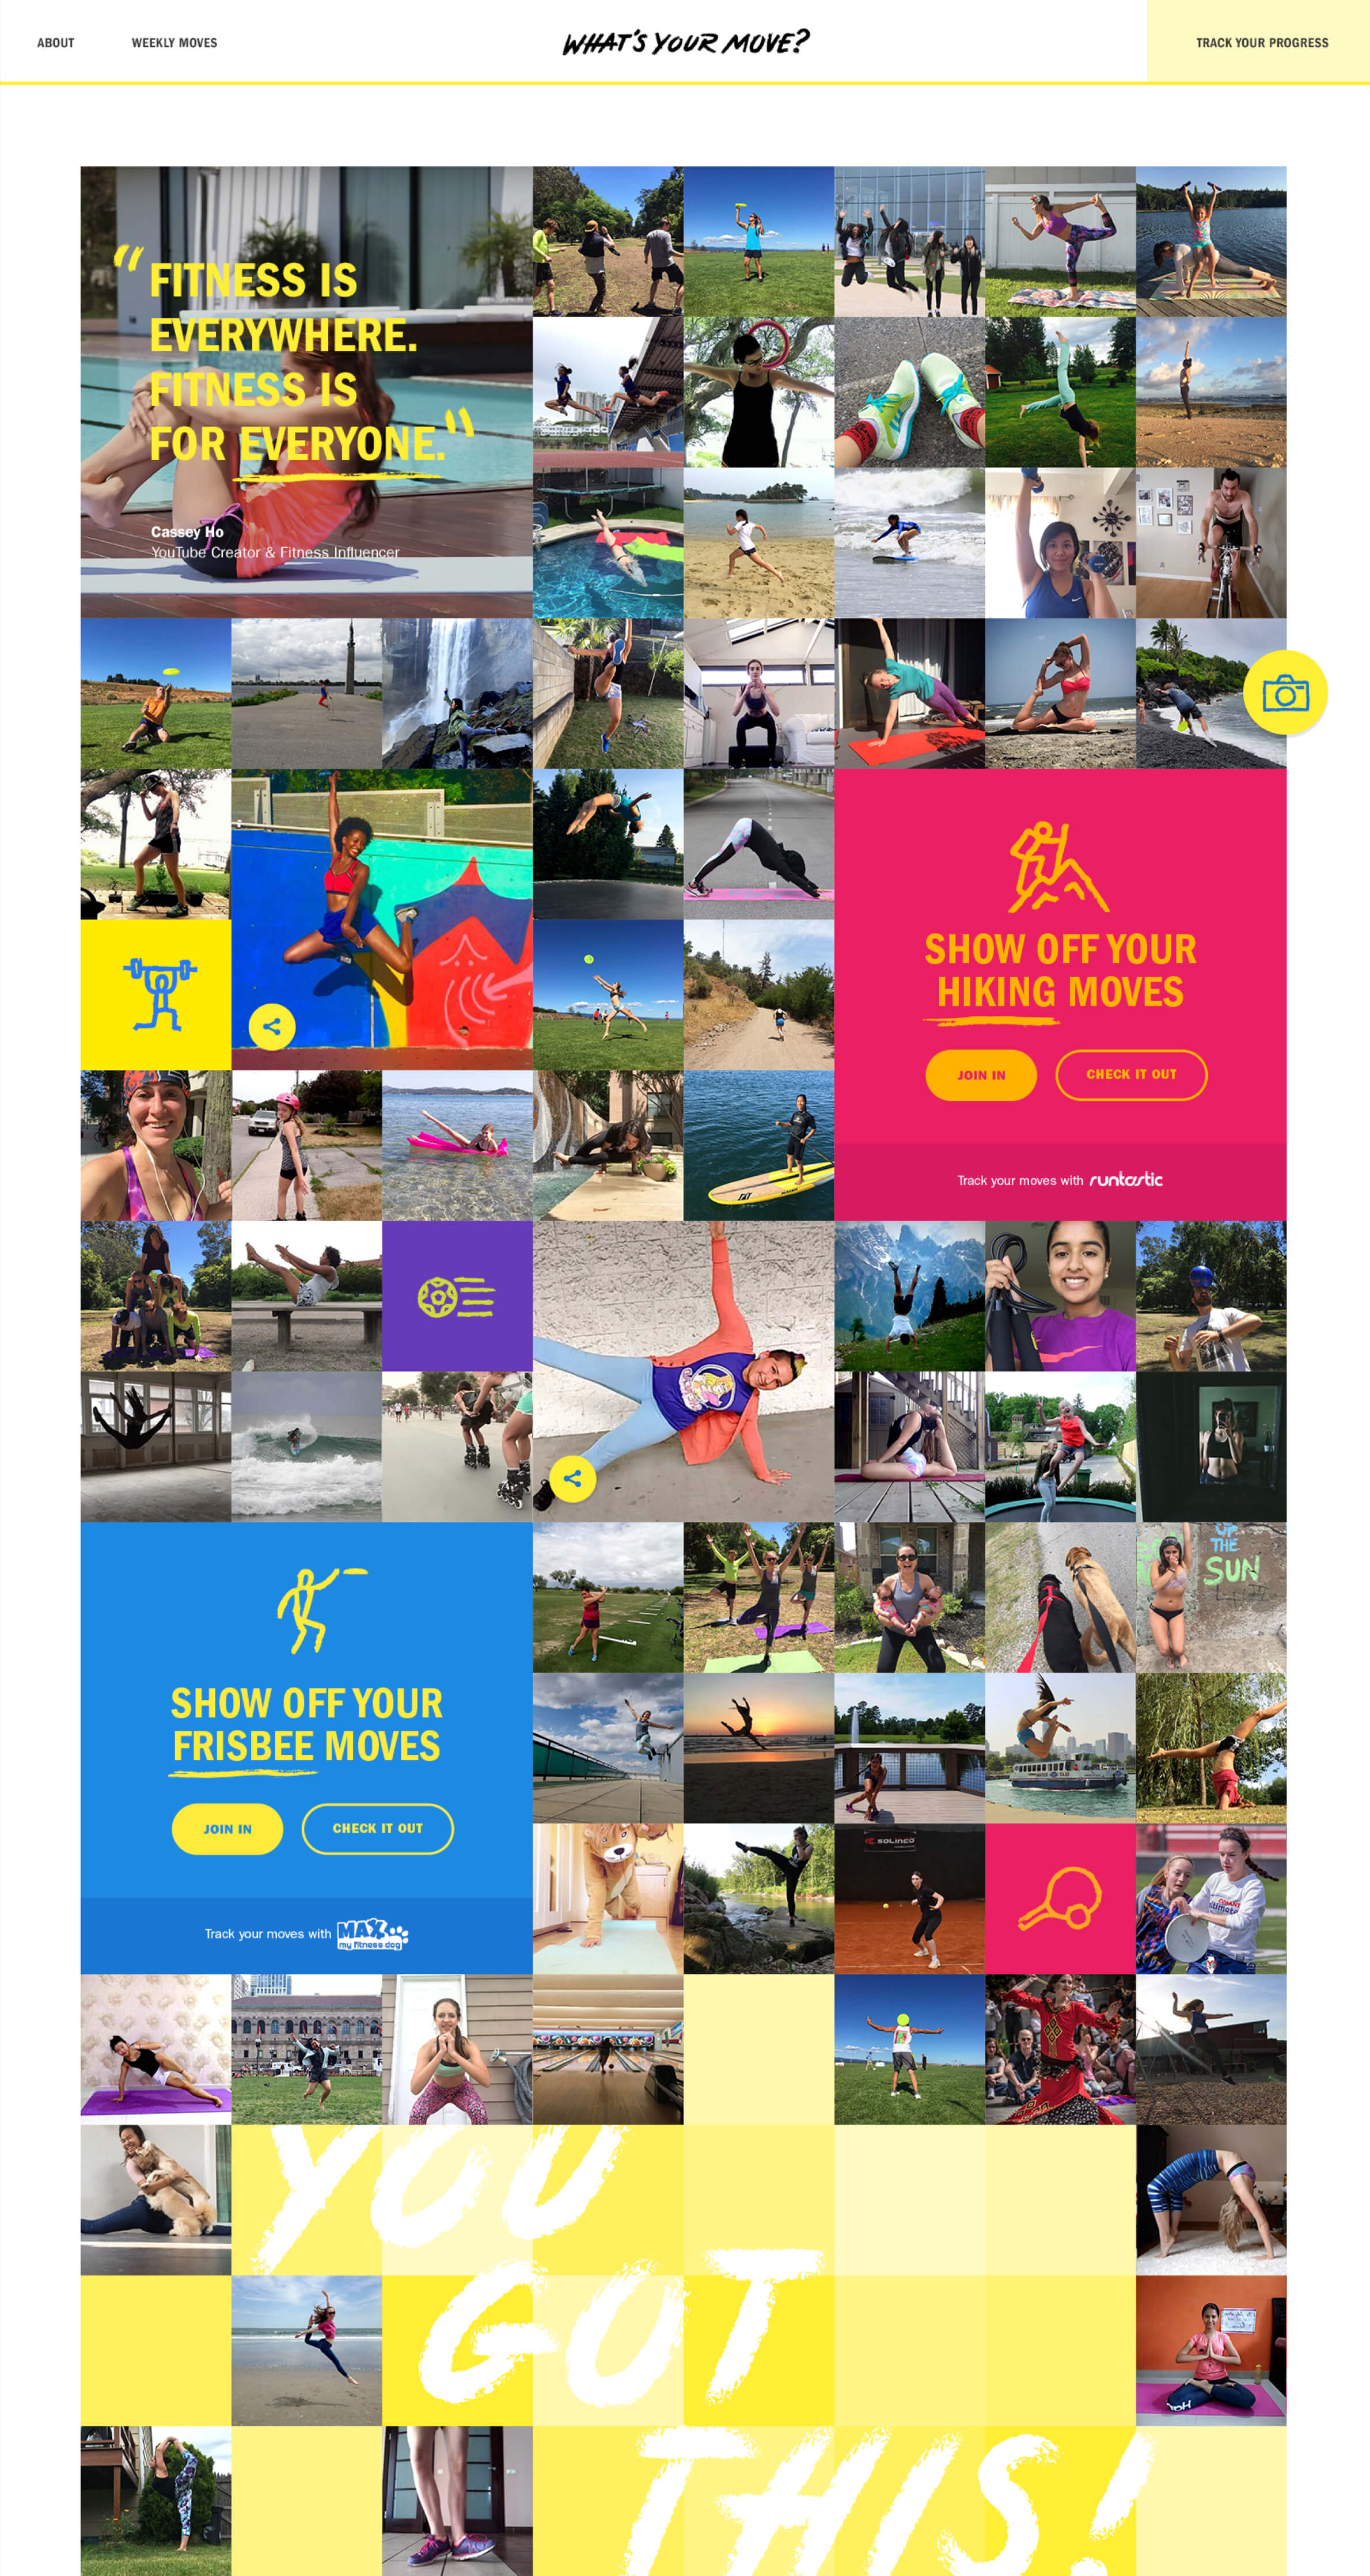 ABOUT
WEEKLY MOVES
WHAT'S YOUR MOVE?
TRACK YOUR PROGRESS
“FITNESS IS
EVERYWHERE.
FITNESS IS
FOR EVERYONE.”
Cassey Ho
YouTube Creator & Fitness Influencer
SHOW OFF YOUR
HIKING MOVES
JOIN IN
CHECK IT OUT
Track your moves with runtastic
UP
THE
SUN
SHOW OFF YOUR
FRISBEE MOVES
JOIN IN
CHECK IT OUT
Track your moves with MAX
my fitness dog
SOLINCO
YOU
GOT
THIS!